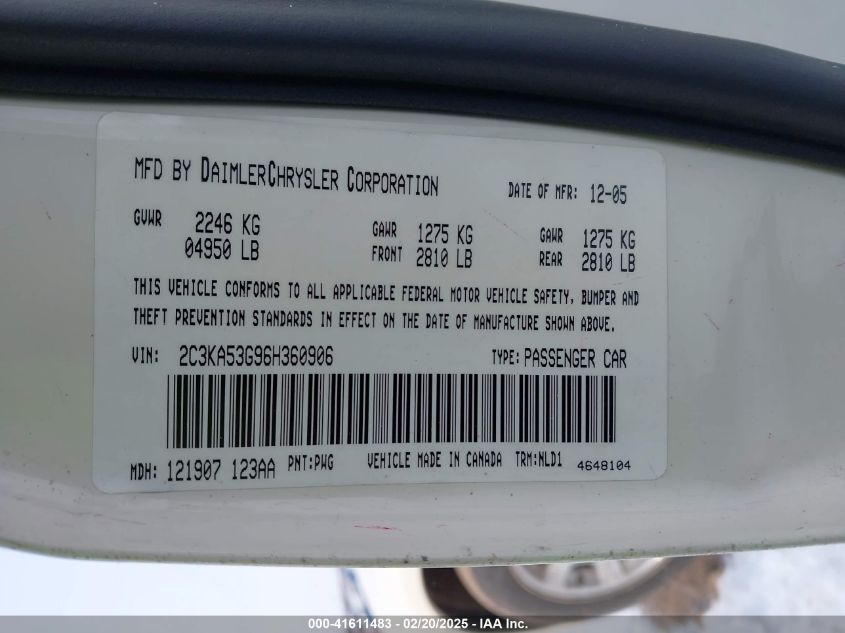 MFD BY DAIMLERCHRYSLER CORPORATION DATE OF MFR: 12-05
GVWR 2246 KG GAWR 1275 KG GAWR 1275 KG
04950 LB FRONT 2810 LB REAR 2810 LB
THIS VEHICLE CONFORMS TO ALL APPLICABLE FEDERAL MOTOR VEHICLE SAFETY, BUMPER AND
THEFT PREVENTION STANDARDS IN EFFECT ON THE DATE OF MANUFACTURE SHOWN ABOVE.
VIN: 2C3KA53G96H360906 TYPE: PASSENGER CAR
MDH: 121907 123AA PNT:PWG VEHICLE MADE IN CANADA TRM:NLD1 4648104
000-41611483 - 02/20/2025 - IAA Inc.